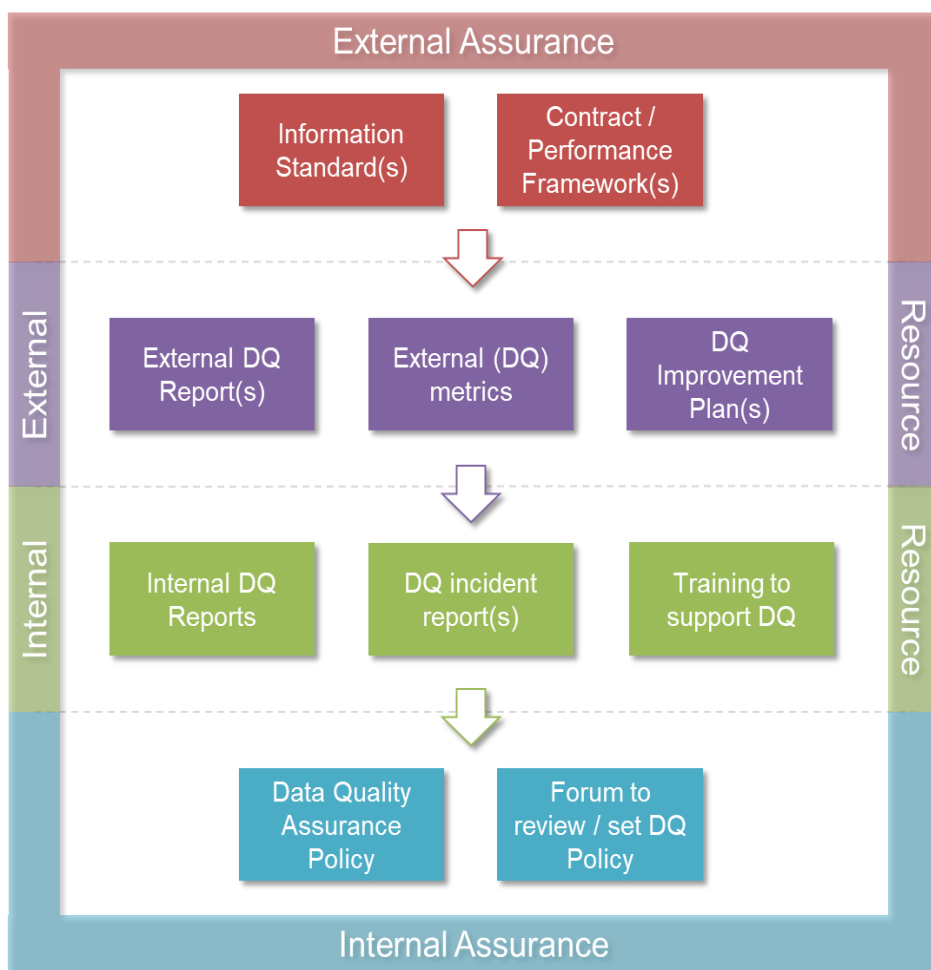 External Assurance
Information
Standard(s)
Contract /
Performance
Framework(s)
External
Resource
External DQ
Report(s)
External (DQ)
metrics
DQ
Improvement
Plan(s)
Internal
Resource
Internal DQ
Reports
DQ incident
report(s)
Training to
support DQ
Data Quality
Assurance
Policy
Forum to
review / set DQ
Policy
Internal Assurance